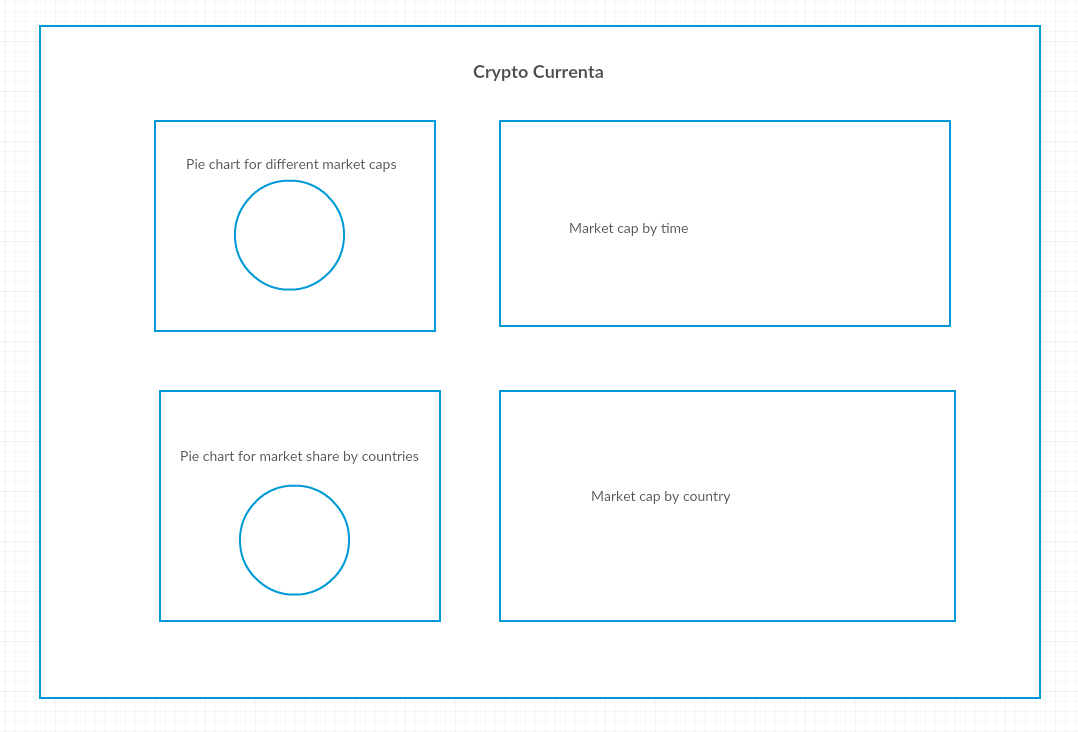 Crypto Currenta
Pie chart for different market caps
Market cap by time
Pie chart for market share by countries
Market cap by country